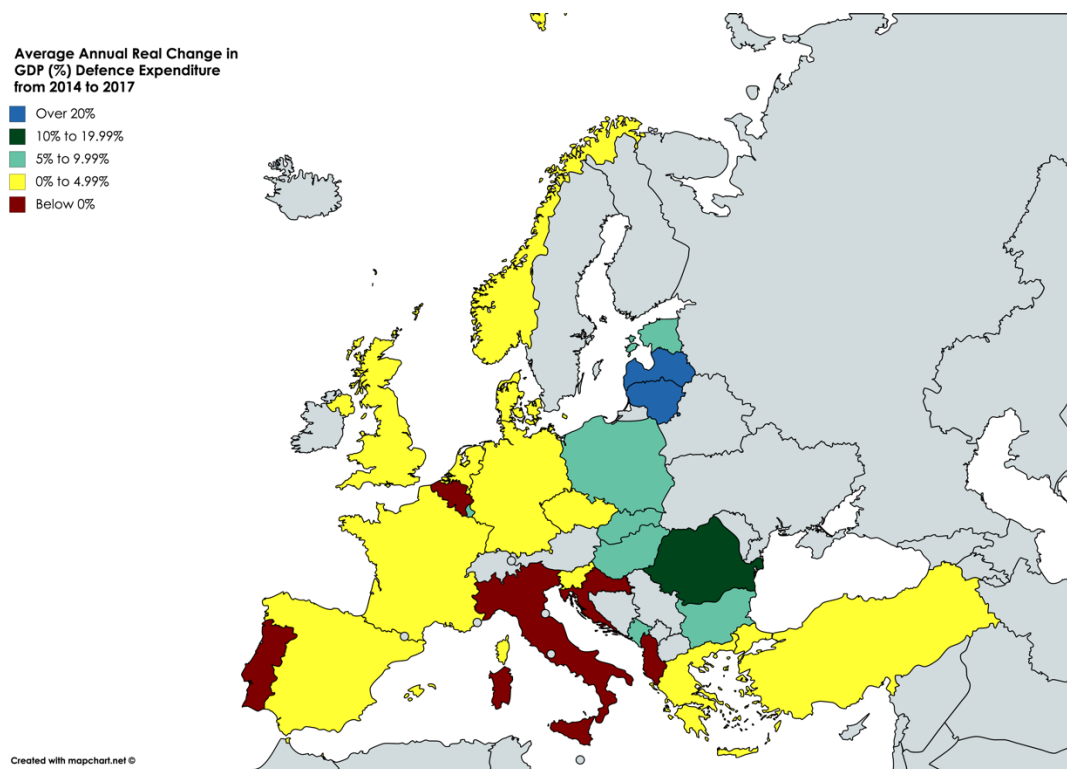 Average Annual Real Change in
GDP (%) Defence Expenditure
from 2014 to 2017
Over 20%
10% to 19.99%
5% to 9.99%
0% to 4.99%
Below 0%
Created with mapchart.net ©